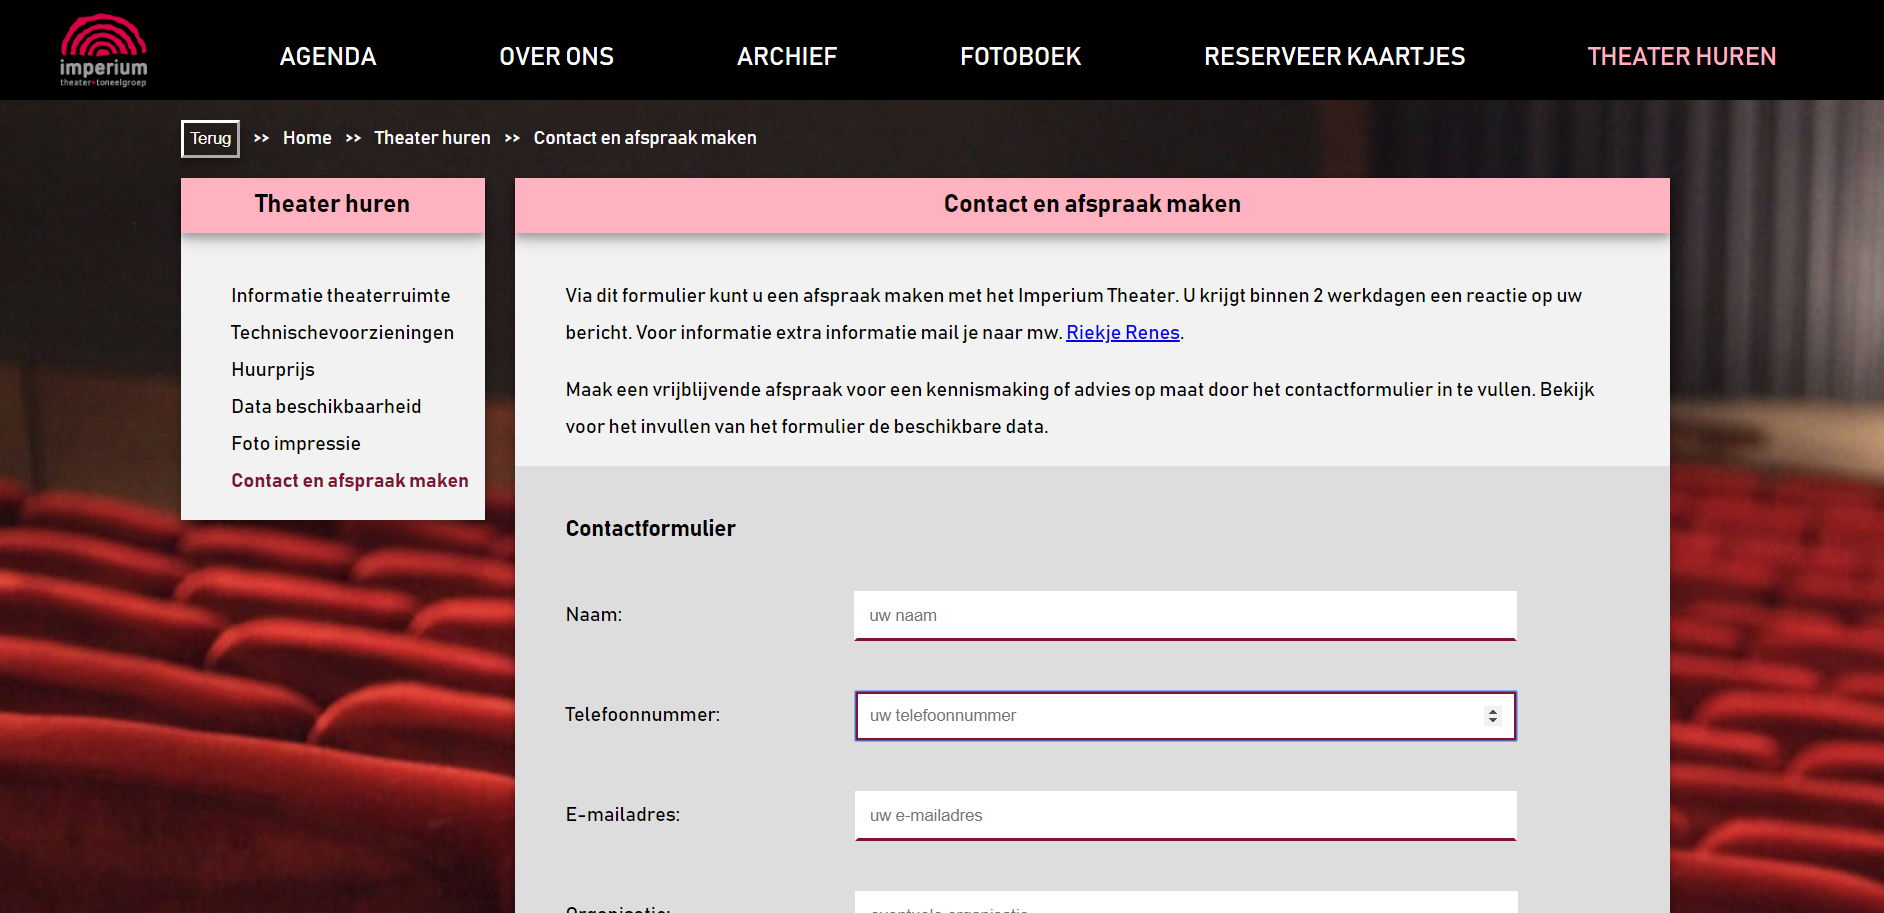 imperium
theater•toneelgroep
AGENDA
OVER ONS
ARCHIEF
FOTOBOEK
RESERVEER KAARTJES
THEATER HUREN
Terug >> Home >> Theater huren >> Contact en afspraak maken
Theater huren
Informatie theaterruimte
Technischevoorzieningen
Huurprijs
Data beschikbaarheid
Foto impressie
Contact en afspraak maken
Contact en afspraak maken
Via dit formulier kunt u een afspraak maken met het Imperium Theater. U krijgt binnen 2 werkdagen een reactie op uw
bericht. Voor informatie extra informatie mail je naar mw. Riekje Renes.
Maak een vrijblijvende afspraak voor een kennismaking of advies op maat door het contactformulier in te vullen. Bekijk
voor het invullen van het formulier de beschikbare data.
Contactformulier
Naam: uw naam
Telefoonnummer: uw telefoonnummer
E-mailadres: uw e-mailadres
Organisatie: eventuele organisatie